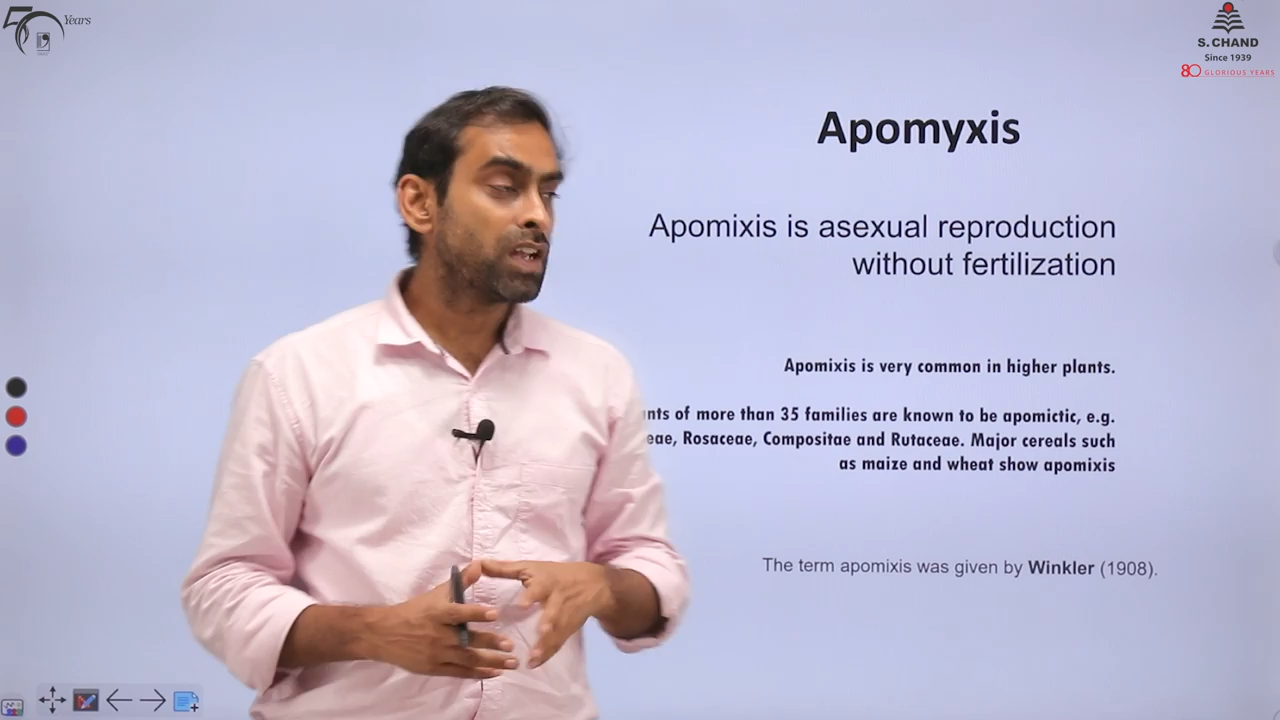 50 Years
S. CHAND
Since 1939
80 GLORIOUS YEARS
Apomyxis
Apomixis is asexual reproduction
without fertilization
Apomixis is very common in higher plants.
of more than 35 families are known to be apomictic, e.g.
Rosaceae, Compositae and Rutaceae. Major cereals such
as maize and wheat show apomixis
The term apomixis was given by Winkler (1908).